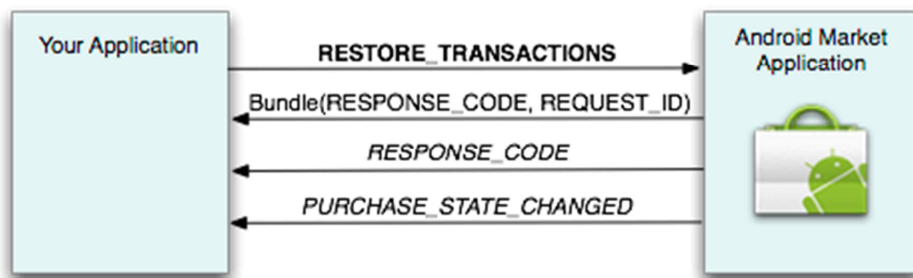 Your Application
Android Market
Application
RESTORE_TRANSACTIONS
Bundle(RESPONSE_CODE, REQUEST_ID)
RESPONSE_CODE
PURCHASE_STATE_CHANGED